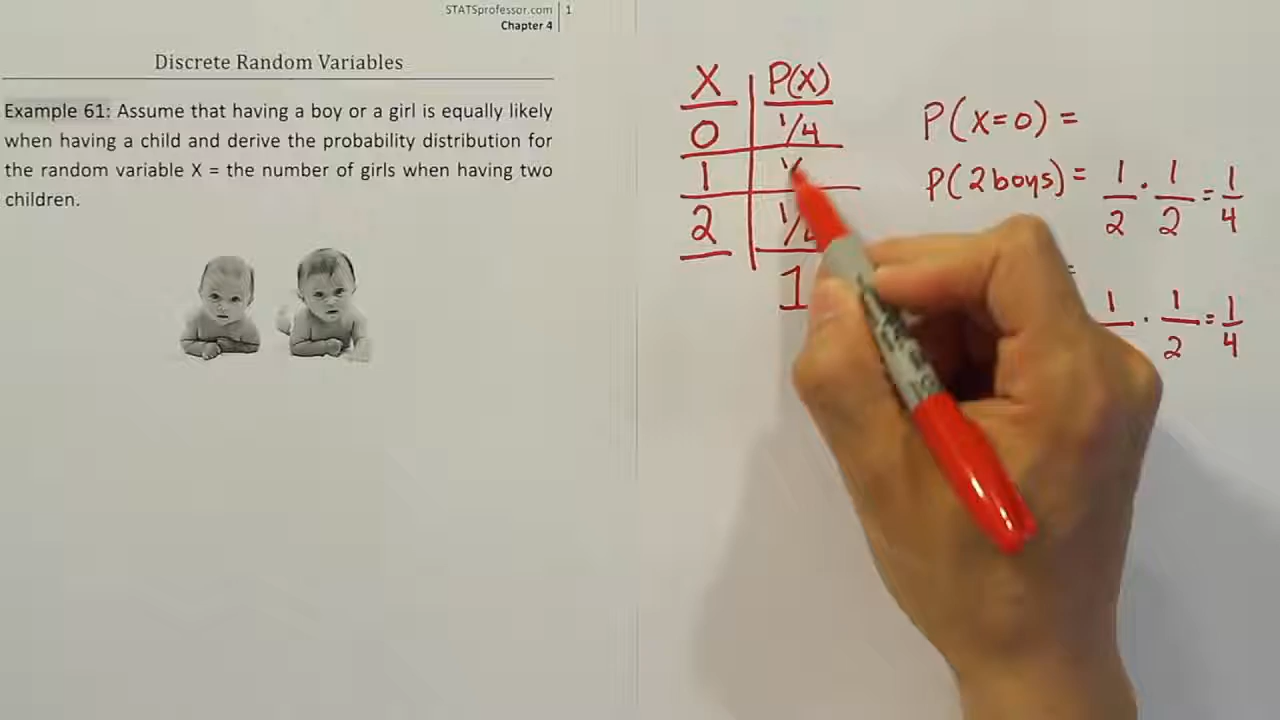 STATSprofessor.com | 1
Chapter 4
Discrete Random Variables
Example 61: Assume that having a boy or a girl is equally likely
when having a child and derive the probability distribution for
the random variable X = the number of girls when having two
children.
X P(X)
0 1/4
1
2
1
P(X=0) =
P(2boys) = 1/2 · 1/2 = 1/4
1 · 1/2 = 1/4